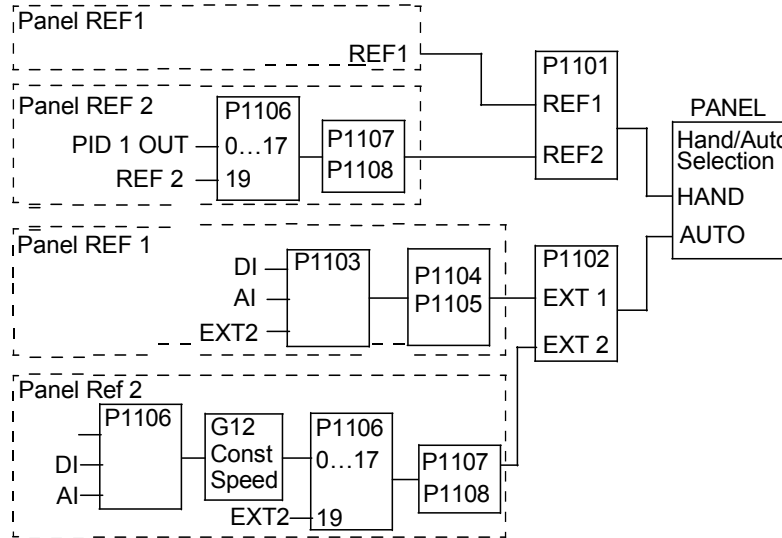 Panel REF1
REF1
P1101
REF1
REF2
PANEL
Hand/Auto
Selection
HAND
AUTO
Panel REF 2
P1106
PID 1 OUT
0...17
REF 2
19
P1107
P1108
Panel REF 1
DI
AI
EXT2
P1103
P1104
P1105
P1102
EXT 1
EXT 2
Panel Ref 2
P1106
DI
AI
G12
Const
Speed
P1106
0...17
EXT2
19
P1107
P1108